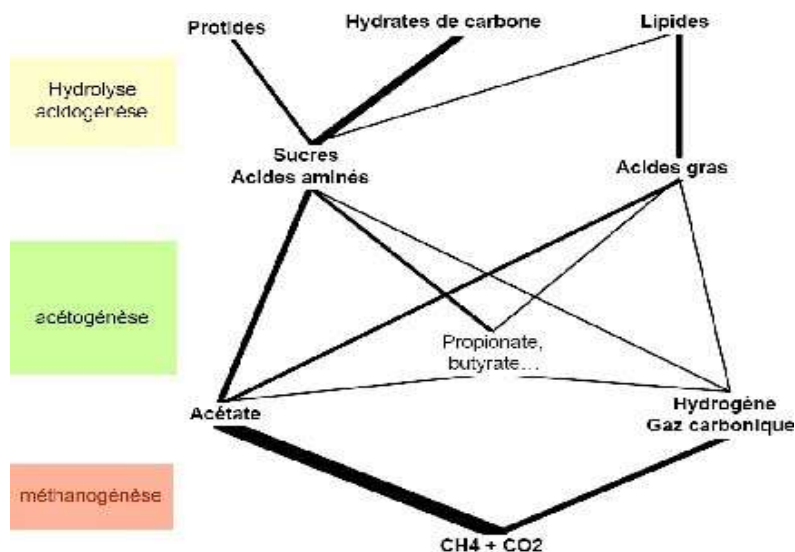 Protides
Hydrates de carbone
Lipides
Hydrolyse
acidogénèse
Sucres
Acides aminés
Acides gras
acétogénèse
Propionate,
butyrate...
Acétate
Hydrogène
Gaz carbonique
méthanogénèse
CH4 + CO2